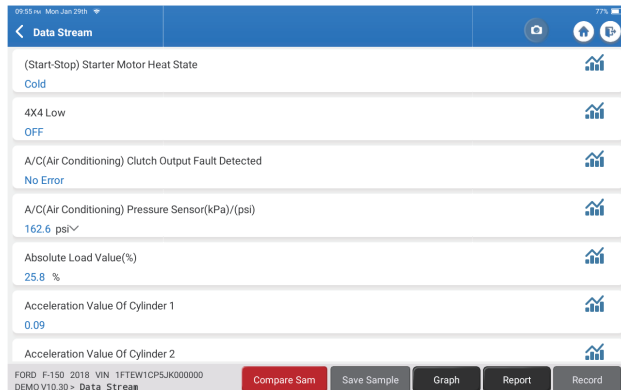 09:55 PM Mon Jan 29th
77%
Data Stream
(Start-Stop) Starter Motor Heat State
Cold
4X4 Low
OFF
A/C(Air Conditioning) Clutch Output Fault Detected
No Error
A/C(Air Conditioning) Pressure Sensor(kPa)/(psi)
162.6 psi
Absolute Load Value(%)
25.8 %
Acceleration Value Of Cylinder 1
0.09
Acceleration Value Of Cylinder 2
FORD F-150 2018 VIN 1FTEW1CP5JK000000
DEMO V10.30 > Data Stream
Compare Sam
Save Sample
Graph
Report
Record